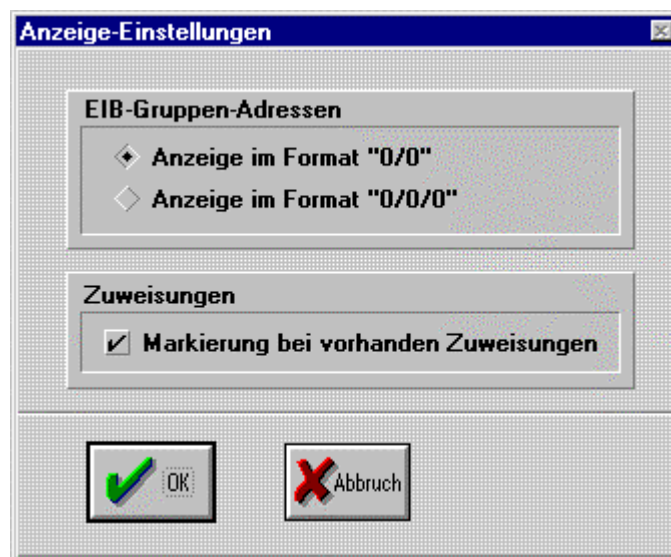 Anzeige-Einstellungen
EIB-Gruppen-Adressen
Anzeige im Format "0/0"
Anzeige im Format "0/0/0"
Zuweisungen
Markierung bei vorhanden Zuweisungen
OK
Abbruch